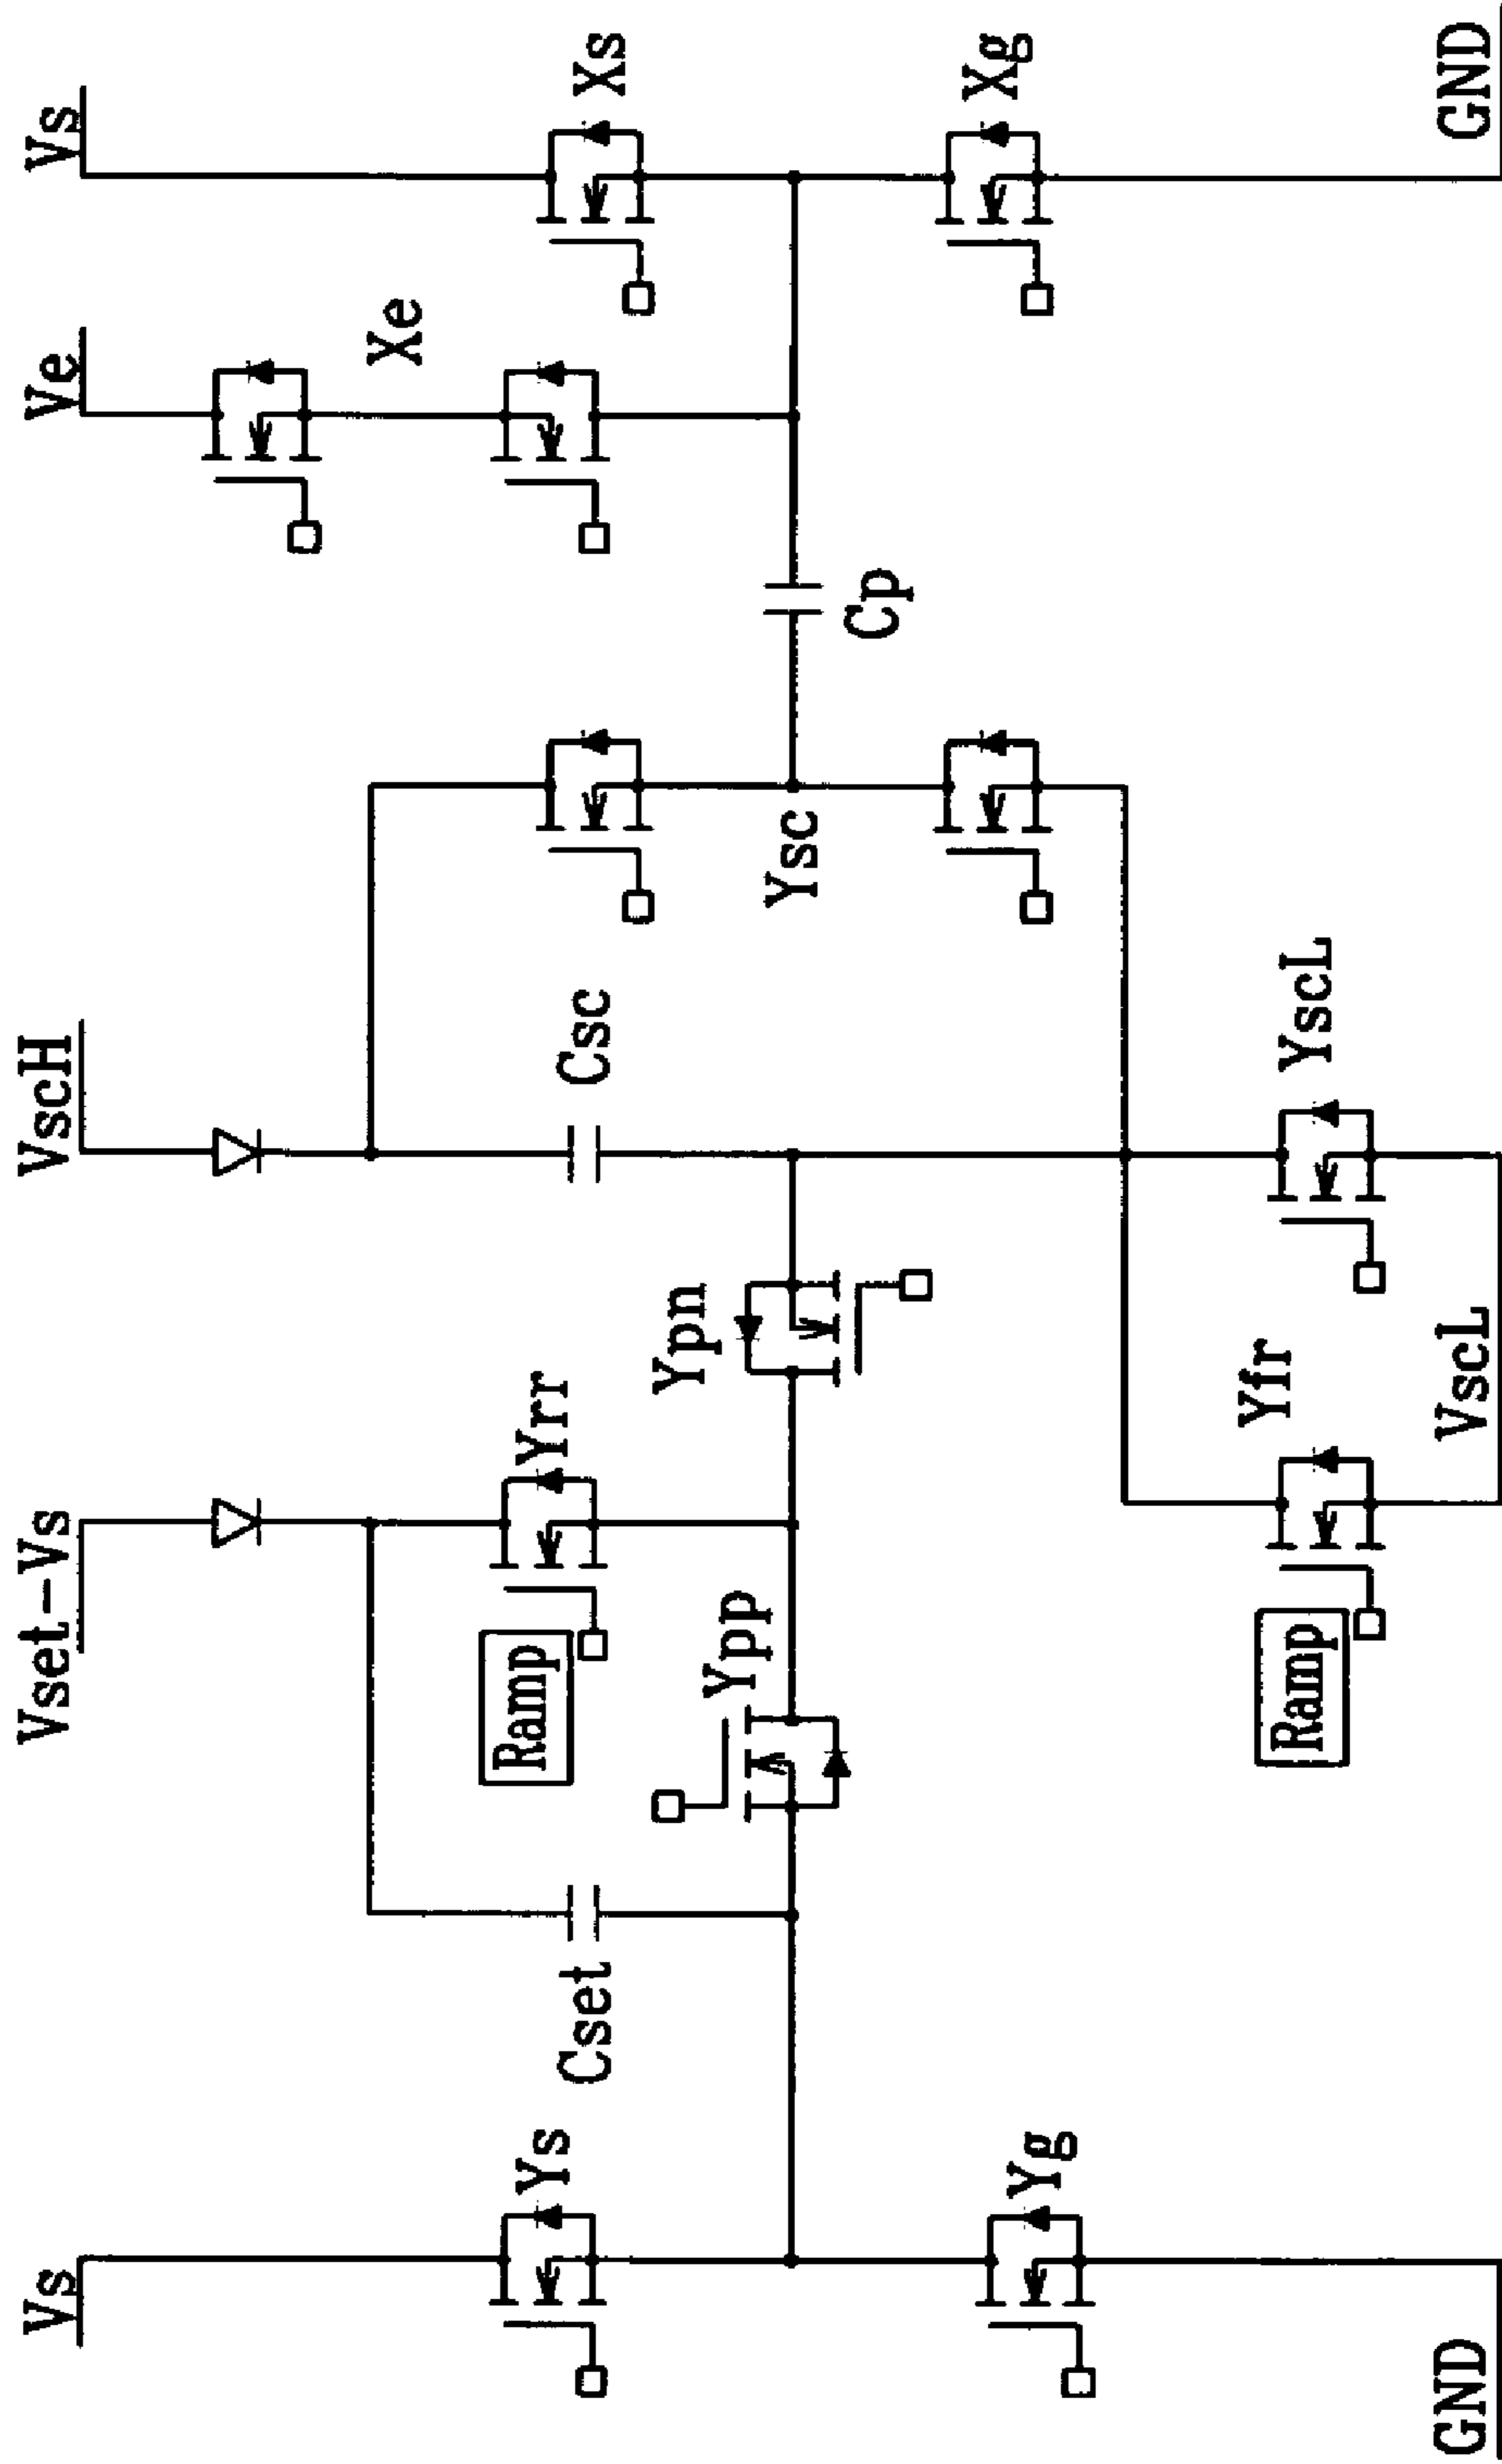 Vs
Vset-Vs
VscH
Ve
Vs
Ys
Cset
Ramp
Yrr
Ypp
Ypn
Csc
Ysc
Cp
Xe
Xs
Xg
Yg
Ramp
Yfr
YscL
GND
VscL
GND